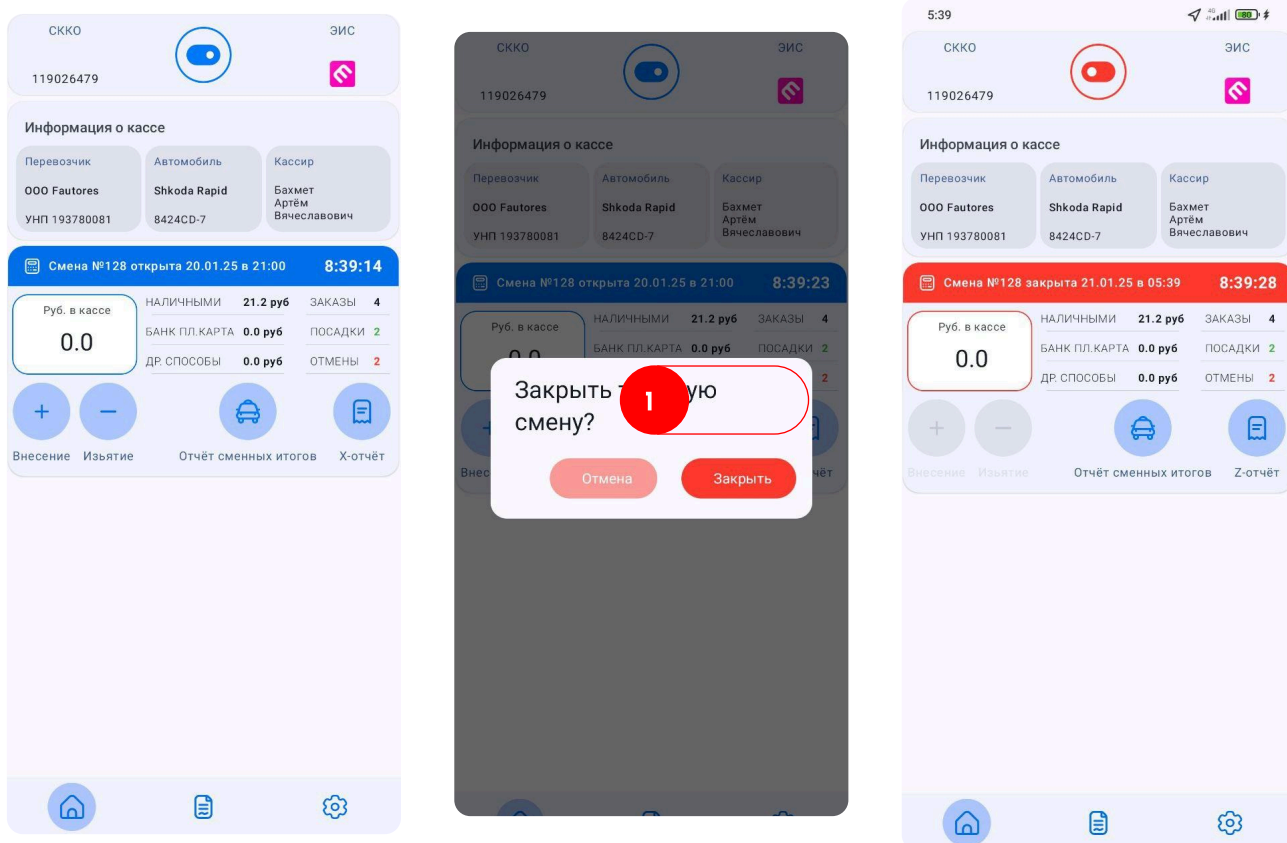 СККО
ЭИС
119026479
Информация о кассе
Перевозчик
ООО Fautores
УНП 193780081
Автомобиль
Shkoda Rapid
8424CD-7
Кассир
Бахмет
Артём
Вячеславович
Смена №128 открыта 20.01.25 в 21:00 8:39:14
Руб. в кассе
0.0
НАЛИЧНЫМИ 21.2 руб ЗАКАЗЫ 4
БАНК ПЛ.КАРТА 0.0 руб ПОСАДКИ 2
ДР. СПОСОБЫ 0.0 руб ОТМЕНЫ 2
Внесение Изьятие Отчёт сменных итогов X-отчёт
СККО
ЭИС
119026479
Информация о кассе
Перевозчик
ООО Fautores
УНП 193780081
Автомобиль
Shkoda Rapid
8424CD-7
Кассир
Бахмет
Артём
Вячеславович
Смена №128 открыта 20.01.25 в 21:00 8:39:23
Руб. в кассе
НАЛИЧНЫМИ 21.2 руб ЗАКАЗЫ 4
БАНК ПЛ.КАРТА 0.0 руб ПОСАДКИ 2
2
Закрыть 1 ую
смену?
Отмена Закрыть
5:39
4G
80
СККО
ЭИС
119026479
Информация о кассе
Перевозчик
ООО Fautores
УНП 193780081
Автомобиль
Shkoda Rapid
8424CD-7
Кассир
Бахмет
Артём
Вячеславович
Смена №128 закрыта 21.01.25 в 05:39 8:39:28
Руб. в кассе
0.0
НАЛИЧНЫМИ 21.2 руб ЗАКАЗЫ 4
БАНК ПЛ.КАРТА 0.0 руб ПОСАДКИ 2
ДР. СПОСОБЫ 0.0 руб ОТМЕНЫ 2
Внесение Изьятие Отчёт сменных итогов Z-отчёт